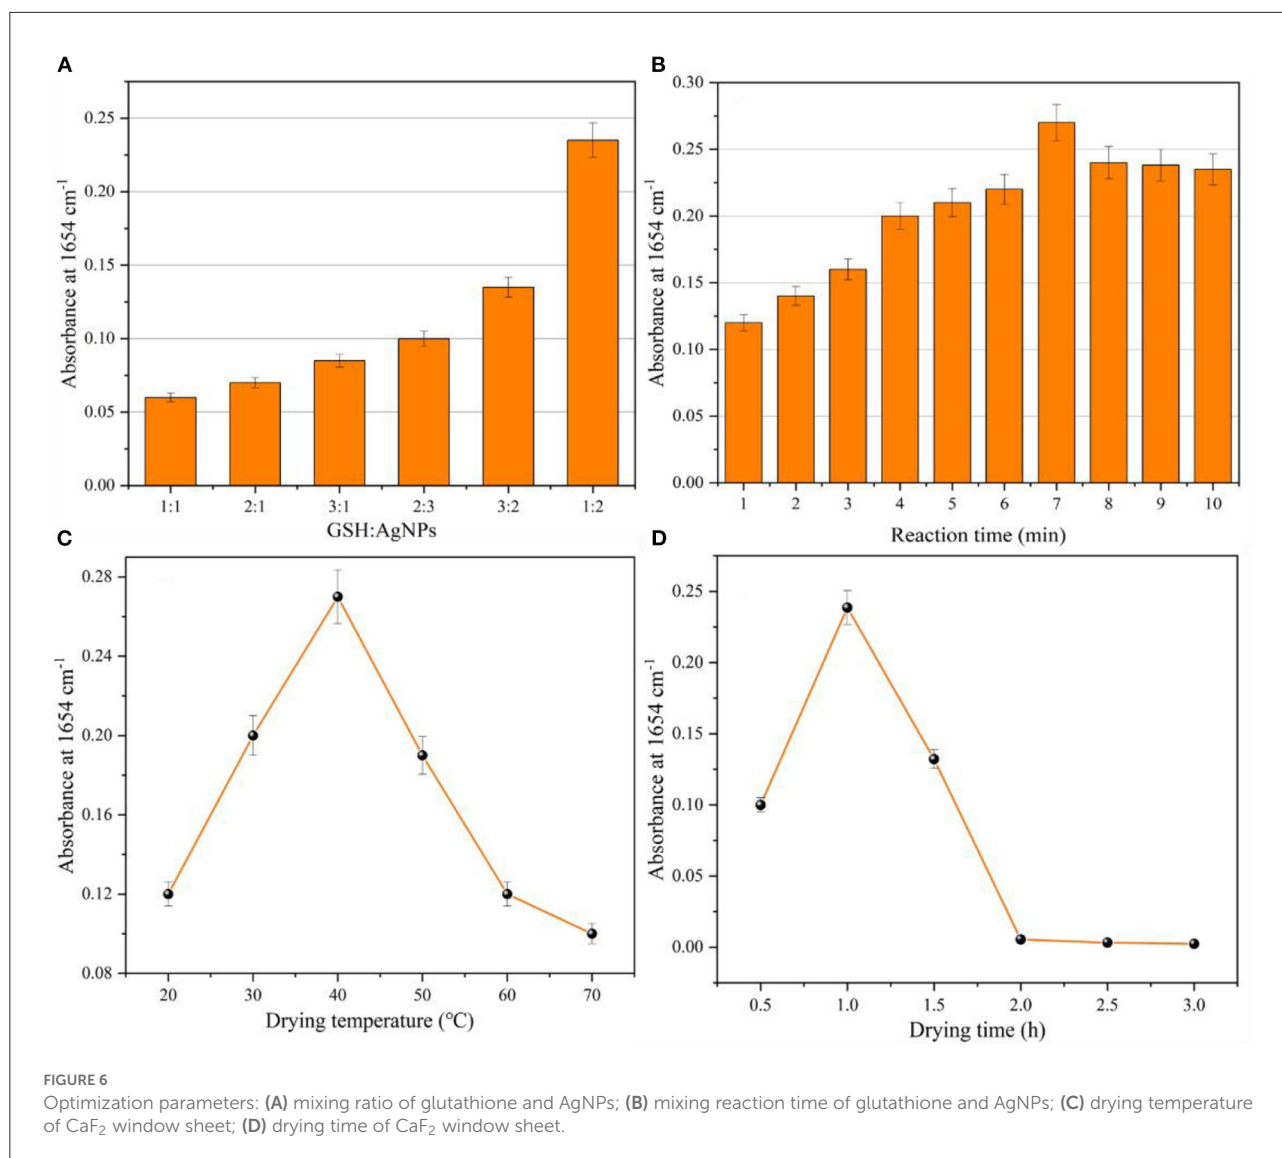 A
Absorbance at 1654 cm⁻¹
0.25
0.20
0.15
0.10
0.05
0.00
1:1 2:1 3:1 2:3 3:2 1:2
GSH:AgNPs
B
Absorbance at 1654 cm⁻¹
0.30
0.25
0.20
0.15
0.10
0.05
0.00
1 2 3 4 5 6 7 8 9 10
Reaction time (min)
C
Absorbance at 1654 cm⁻¹
0.28
0.24
0.20
0.16
0.12
0.08
20 30 40 50 60 70
Drying temperature (°C)
D
Absorbance at 1654 cm⁻¹
0.25
0.20
0.15
0.10
0.05
0.00
0.5 1.0 1.5 2.0 2.5 3.0
Drying time (h)
FIGURE 6
Optimization parameters: (A) mixing ratio of glutathione and AgNPs; (B) mixing reaction time of glutathione and AgNPs; (C) drying temperature
of CaF₂ window sheet; (D) drying time of CaF₂ window sheet.